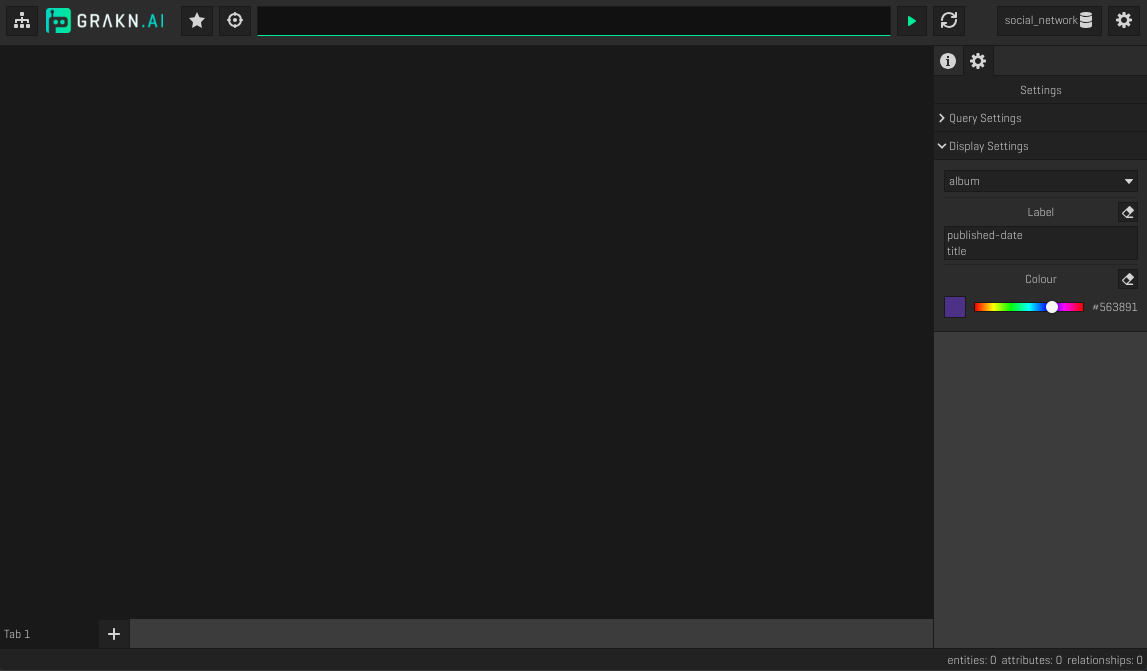 GRAKN.AI
social_network
Settings
Query Settings
Display Settings
album
Label
published-date
title
Colour
#563891
Tab 1
entities: 0 attributes: 0 relationships: 0